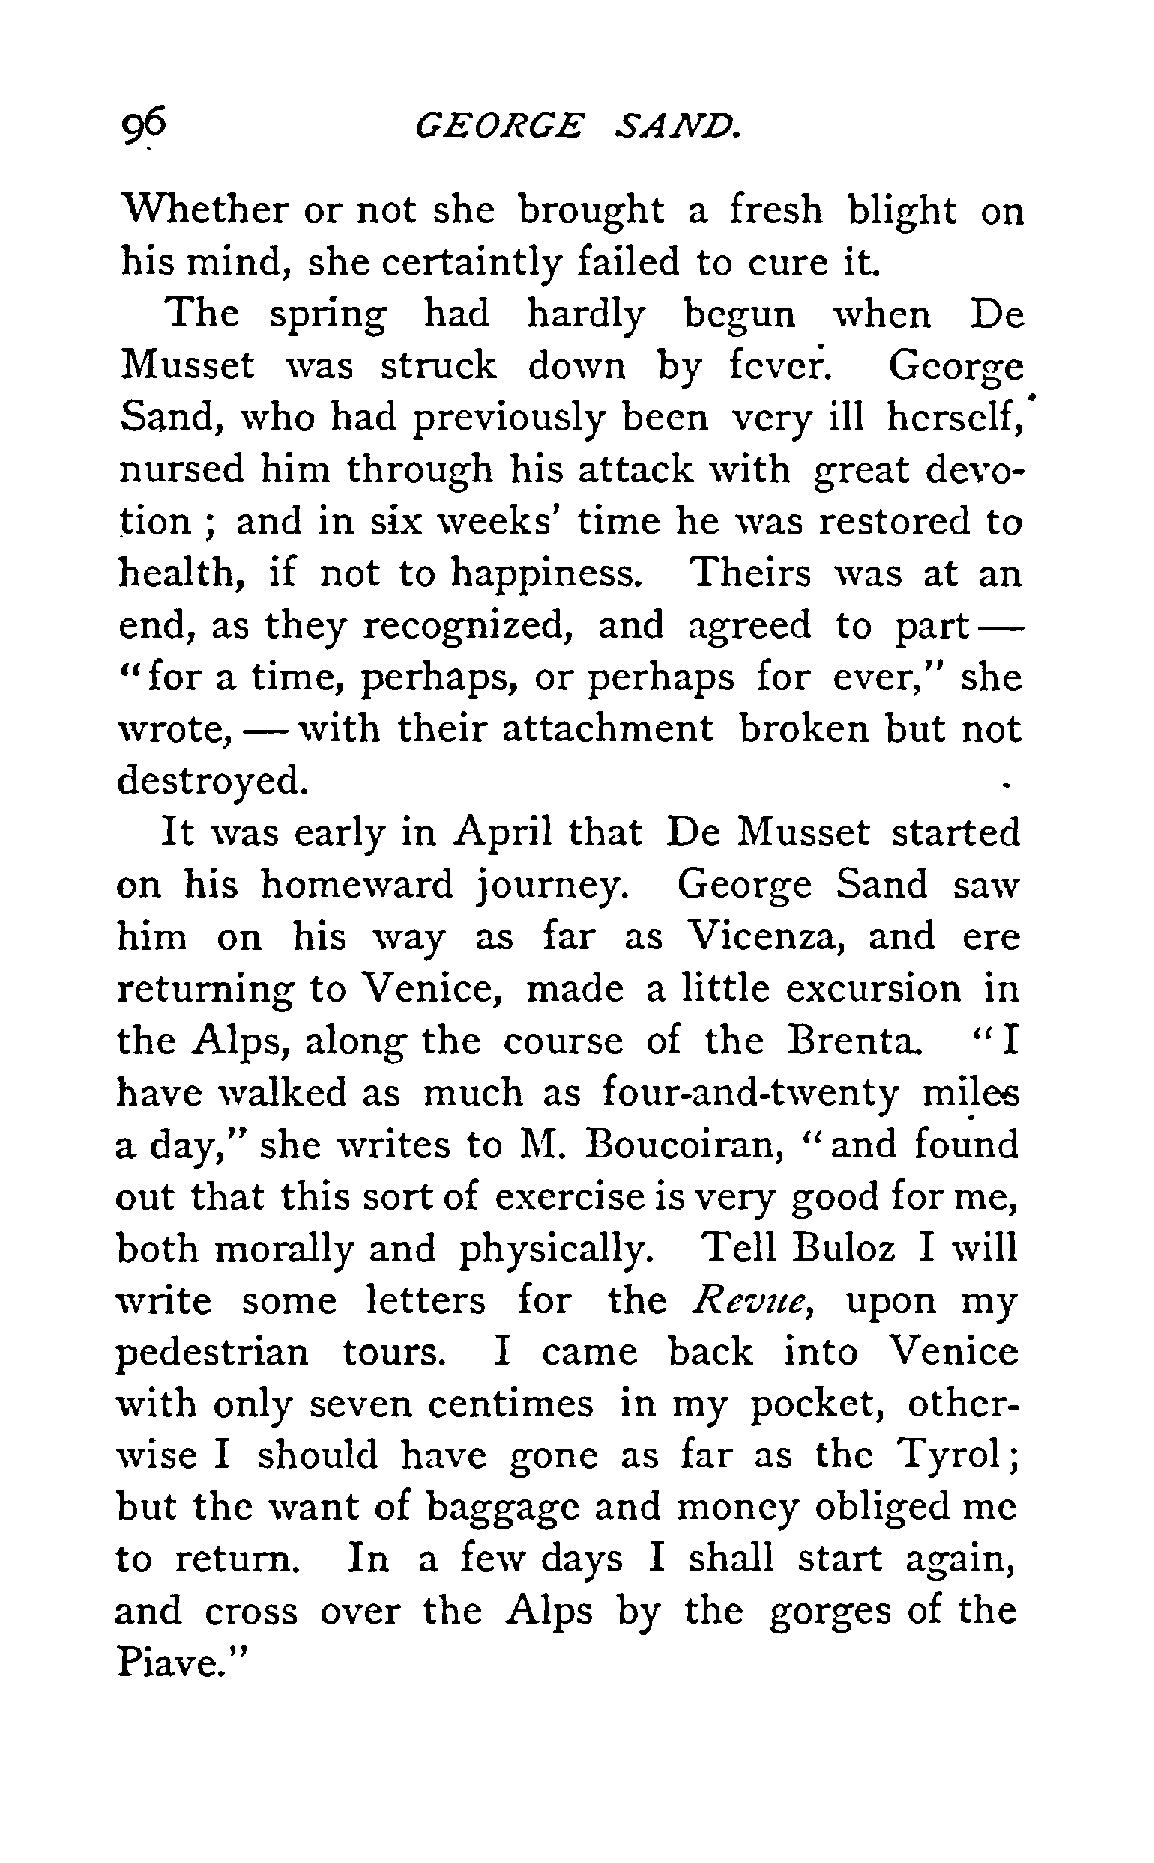 96 GEORGE SAND.
Whether or not she brought a fresh blight on
his mind, she certaintly failed to cure it.
The spring had hardly begun when De
Musset was struck down by fever. George
Sand, who had previously been very ill herself,
nursed him through his attack with great devo-
tion ; and in six weeks' time he was restored to
health, if not to happiness. Theirs was at an
end, as they recognized, and agreed to part —
“for a time, perhaps, or perhaps for ever,” she
wrote, — with their attachment broken but not
destroyed.
It was early in April that De Musset started
on his homeward journey. George Sand saw
him on his way as far as Vicenza, and ere
returning to Venice, made a little excursion in
the Alps, along the course of the Brenta. “I
have walked as much as four-and-twenty miles
a day,” she writes to M. Boucoiran, “and found
out that this sort of exercise is very good for me,
both morally and physically. Tell Buloz I will
write some letters for the Revue, upon my
pedestrian tours. I came back into Venice
with only seven centimes in my pocket, other-
wise I should have gone as far as the Tyrol;
but the want of baggage and money obliged me
to return. In a few days I shall start again,
and cross over the Alps by the gorges of the
Piave.”